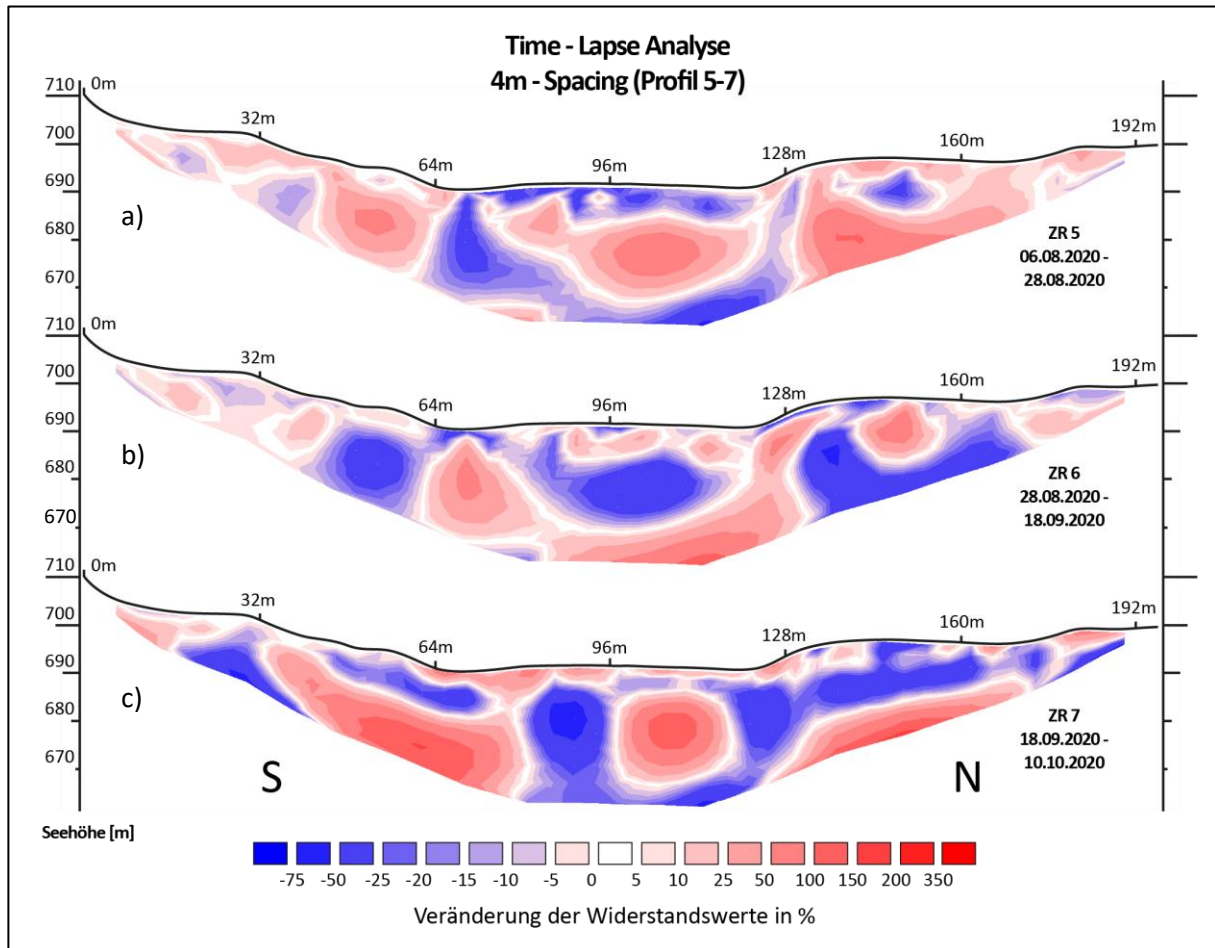 Time - Lapse Analyse
4m - Spacing (Profil 5-7)
710
0m
700
32m
192m
690
64m
96m
128m
160m
a)
680
ZR 5
06.08.2020 -
28.08.2020
670
710
0m
700
32m
192m
690
64m
96m
128m
160m
b)
680
ZR 6
28.08.2020 -
18.09.2020
670
710
0m
700
32m
192m
690
64m
96m
128m
160m
c)
680
ZR 7
18.09.2020 -
10.10.2020
670
S
N
Seehöhe [m]
-75 -50 -25 -20 -15 -10 -5 0 5 10 25 50 100 150 200 350
Veränderung der Widerstandswerte in %